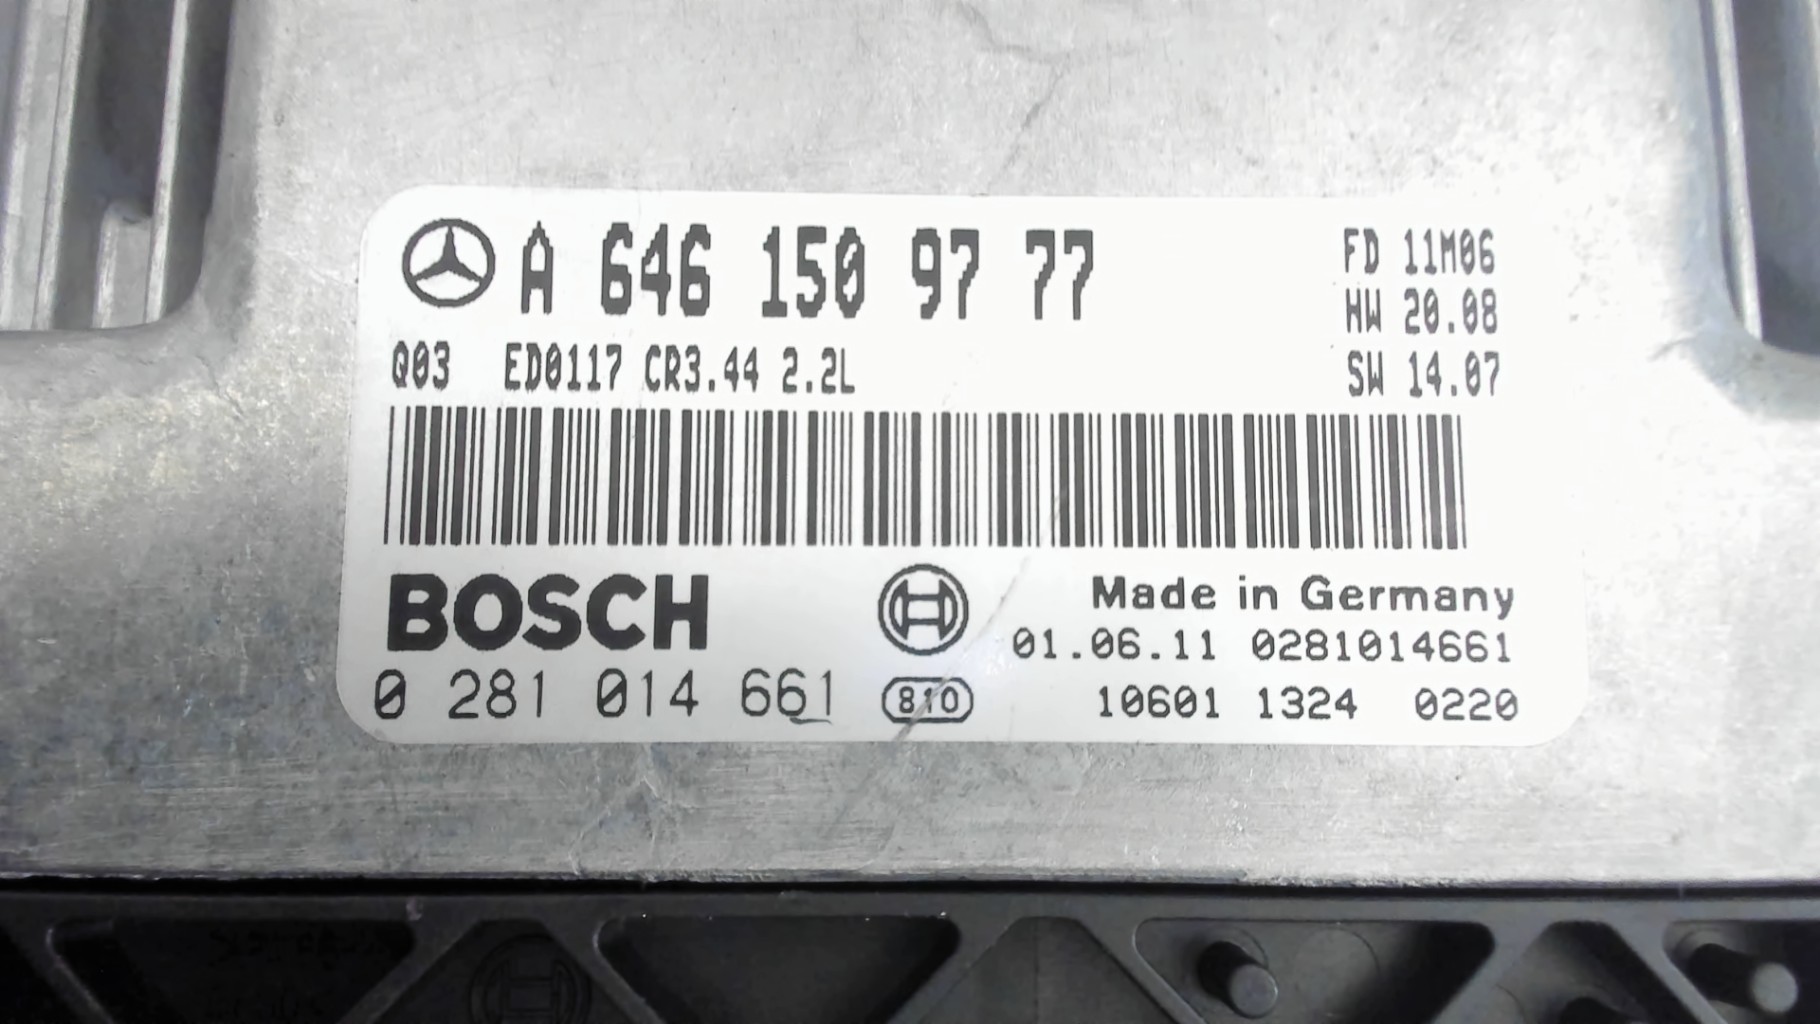 A 646 150 97 77
FD 11M06
HW 20.08
Q03 ED0117 CR3.44 2.2L
SW 14.07
BOSCH
Made in Germany
01.06.11 0281014661
0 281 014 661
810
10601 1324 0220